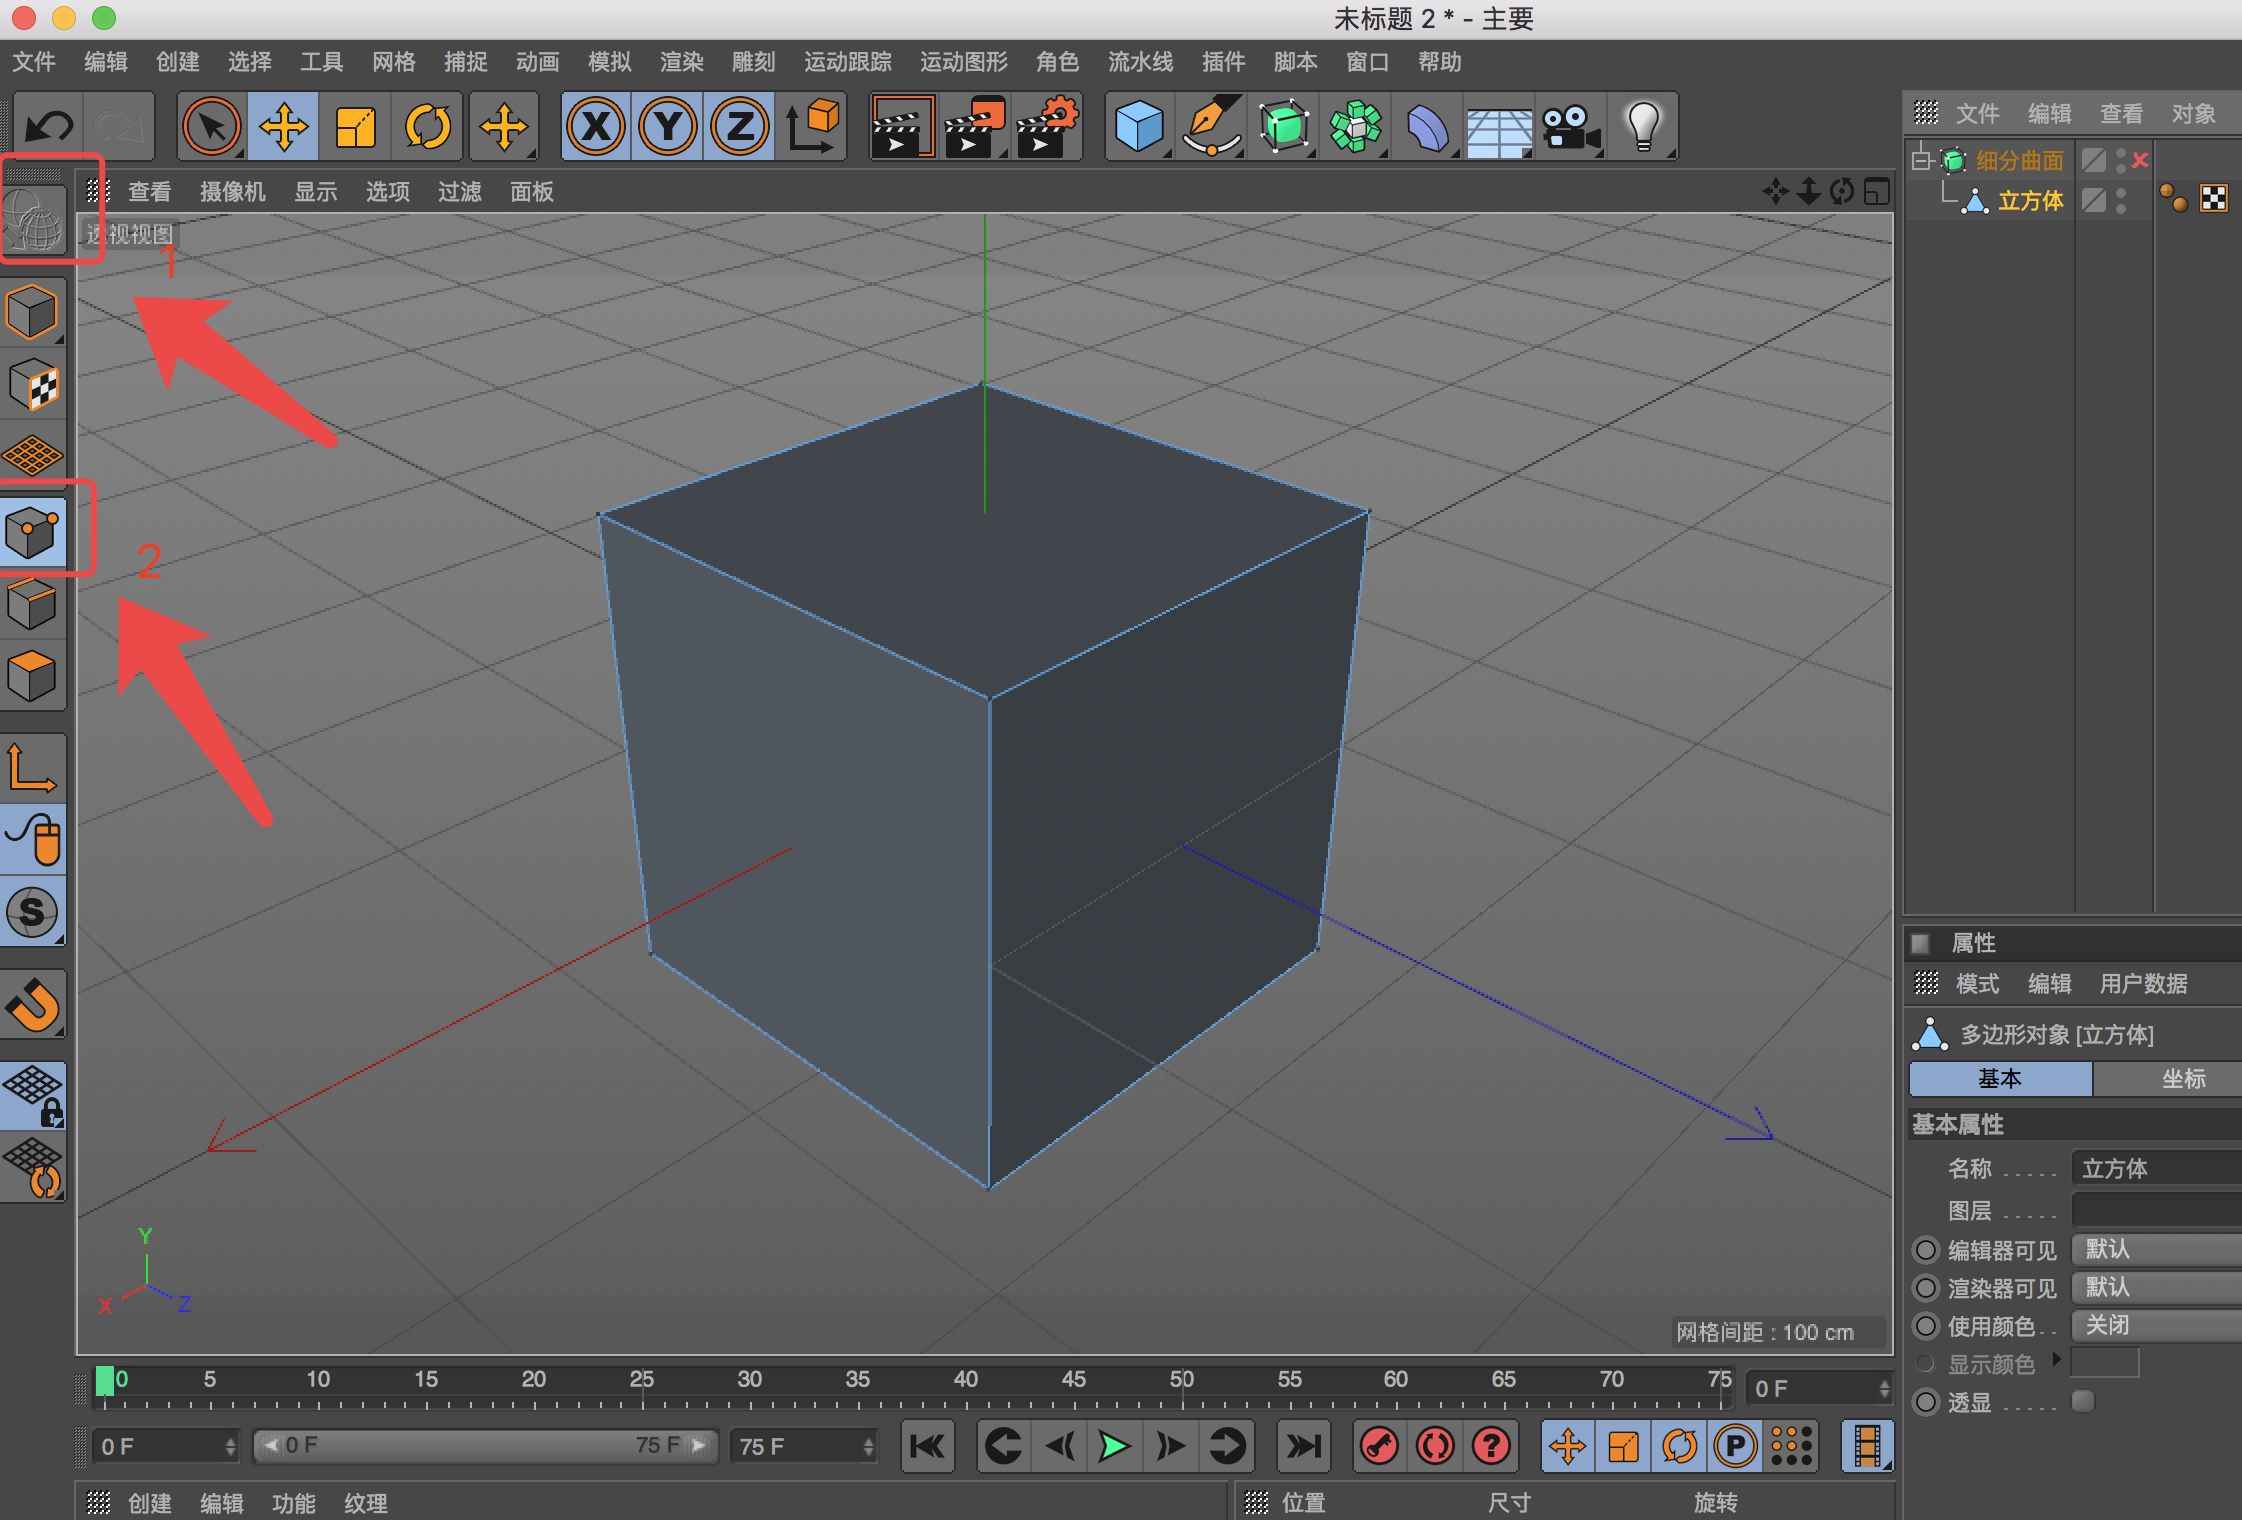 未标题 2 * - 主要
文件 编辑 创建 选择 工具 网格 捕捉 动画 模拟 渲染 雕刻 运动跟踪 运动图形 角色 流水线 插件 脚本 窗口 帮助
X Y Z
文件 编辑 查看 对象
细分曲面
立方体
查看 摄像机 显示 选项 过滤 面板
透视视图
1
2
S
Y
X Z
网格间距 : 100 cm
属性
模式 编辑 用户数据
多边形对象 [立方体]
基本 坐标
基本属性
名称 . . . . . 立方体
图层 . . . . .
编辑器可见 默认
渲染器可见 默认
使用颜色 . . 关闭
显示颜色
透显 . . . . . .
0 5 10 15 20 25 30 35 40 45 50 55 60 65 70 75 0 F
0 F 0 F 75 F 75 F ? P
创建 编辑 功能 纹理
位置 尺寸 旋转